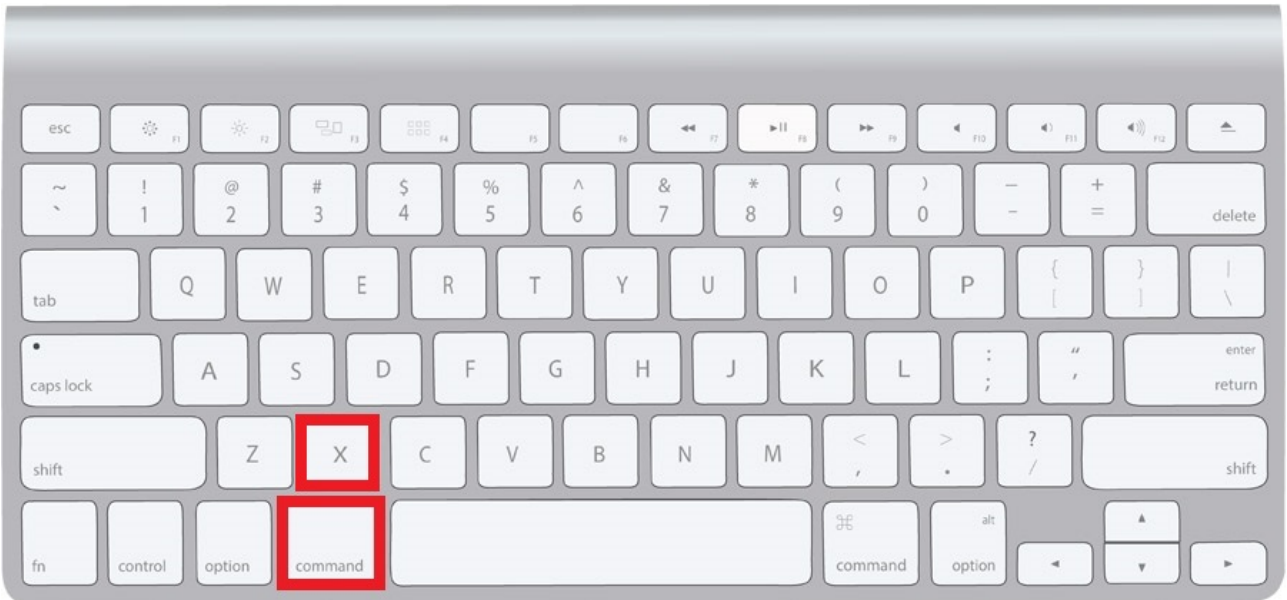 esc F1 F2 F3 F4 F5 F6 F7 F8 F9 F10 F11 F12
~ ! @ # $ % ^ & * ( ) — +
` 1 2 3 4 5 6 7 8 9 0 - = delete
tab Q W E R T Y U I O P { [ } ] | \
caps lock A S D F G H J K L : ; “ , enter return
shift Z X C V B N M < , > . ? / shift
fn control option command ⌘ command alt option